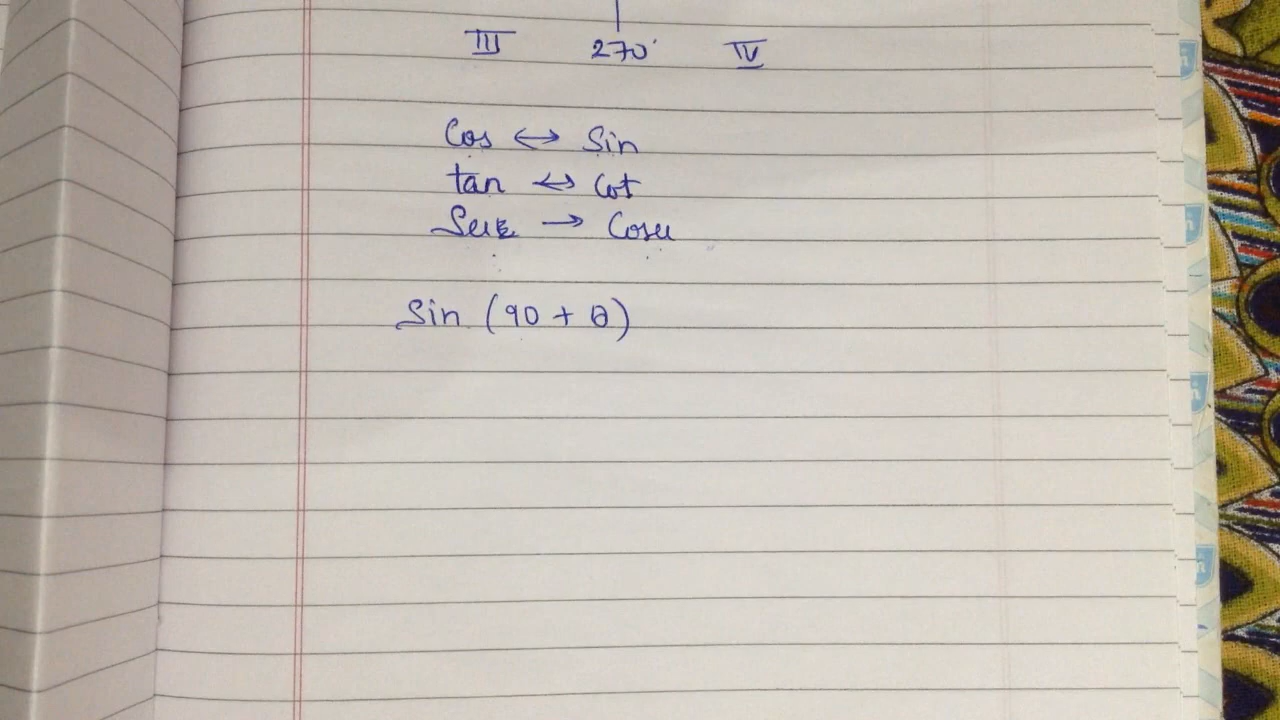 III 270° IV
Cos ↔ Sin
tan ↔ Cot
Sec → Cosec
Sin (90 + θ)